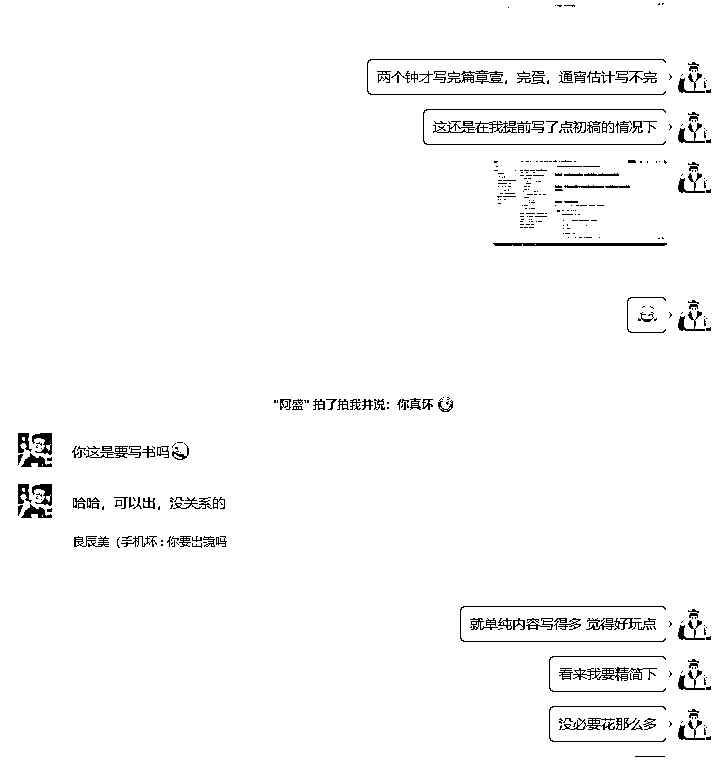 两个钟才写完篇章壹，完蛋，通宵估计写不完
这还是在我提前写了点初稿的情况下
"阿盛" 拍了拍我并说：你真坏
你这是要写书吗
哈哈，可以出，没关系的
良辰美（手机坏：你要出镜吗
就单纯内容写得多 觉得好玩点
看来我要精简下
没必要花那么多